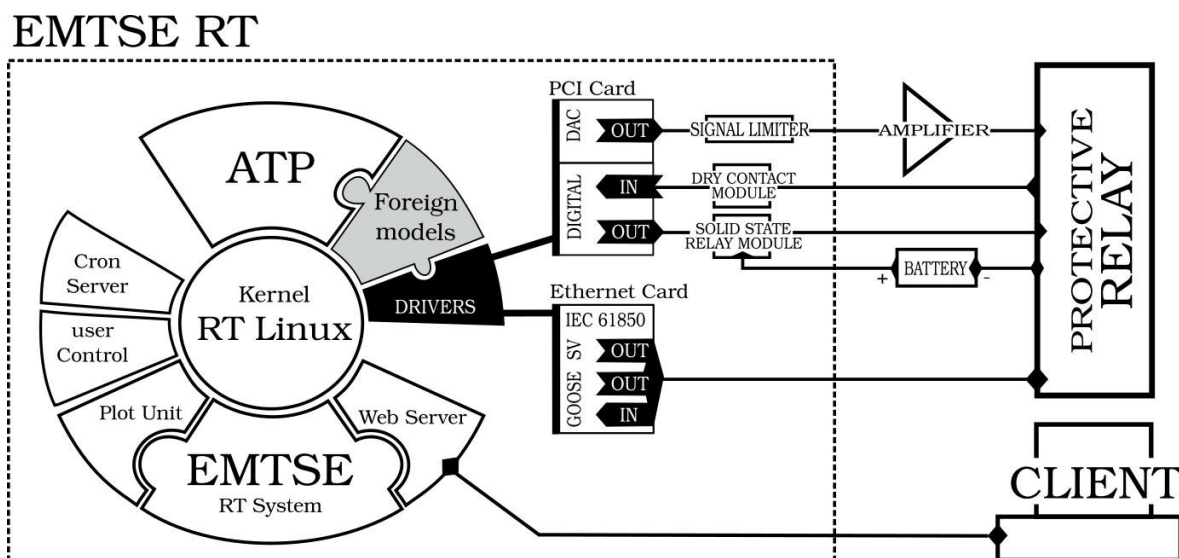 EMTSE RT
ATP
Foreign
models
DRIVERS
Kernel
RT Linux
Cron
Server
user
Control
Plot Unit
Web Server
EMTSE
RT System
PCI Card
DAC
OUT
DIGITAL
IN
OUT
SIGNAL LIMITER
AMPLIFIER
DRY CONTACT
MODULE
SOLID STATE
RELAY MODULE
+
BATTERY
-
Ethernet Card
IEC 61850
SV
OUT
GOOSE
OUT
IN
PROTECTIVE
RELAY
CLIENT